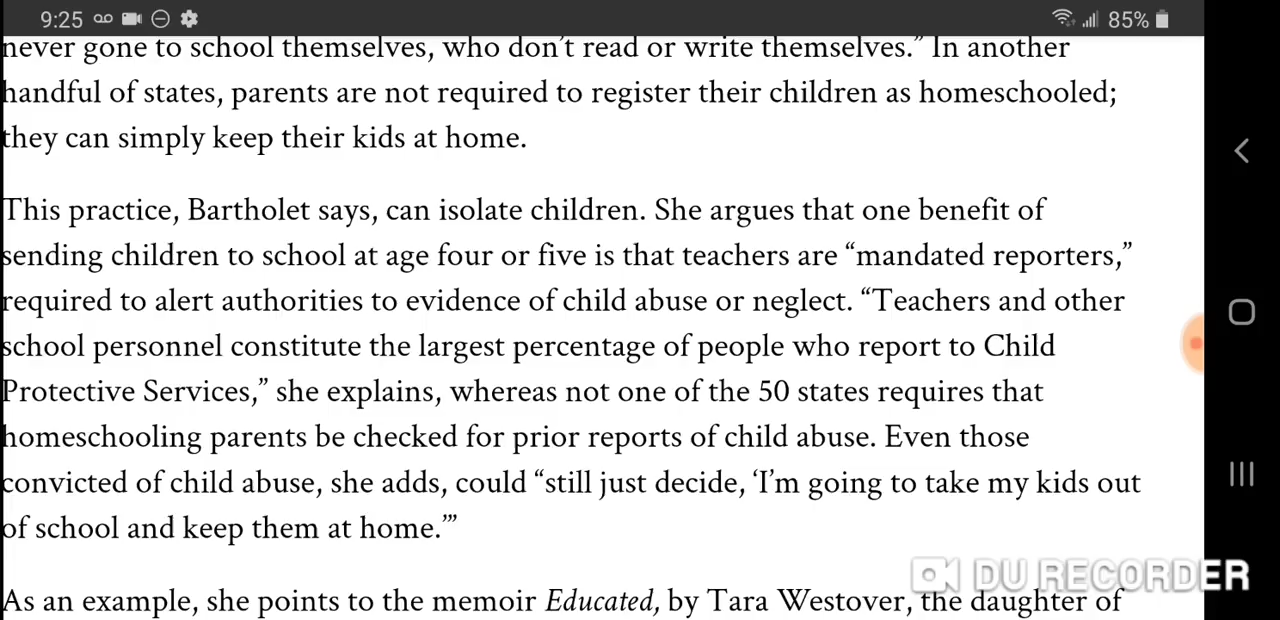 9:25
85%
never gone to school themselves, who don’t read or write themselves.” In another
handful of states, parents are not required to register their children as homeschooled;
they can simply keep their kids at home.
This practice, Bartholet says, can isolate children. She argues that one benefit of
sending children to school at age four or five is that teachers are “mandated reporters,”
required to alert authorities to evidence of child abuse or neglect. “Teachers and other
school personnel constitute the largest percentage of people who report to Child
Protective Services,” she explains, whereas not one of the 50 states requires that
homeschooling parents be checked for prior reports of child abuse. Even those
convicted of child abuse, she adds, could “still just decide, ‘I’m going to take my kids out
of school and keep them at home.’”
DU RECORDER
As an example, she points to the memoir Educated, by Tara Westover, the daughter of